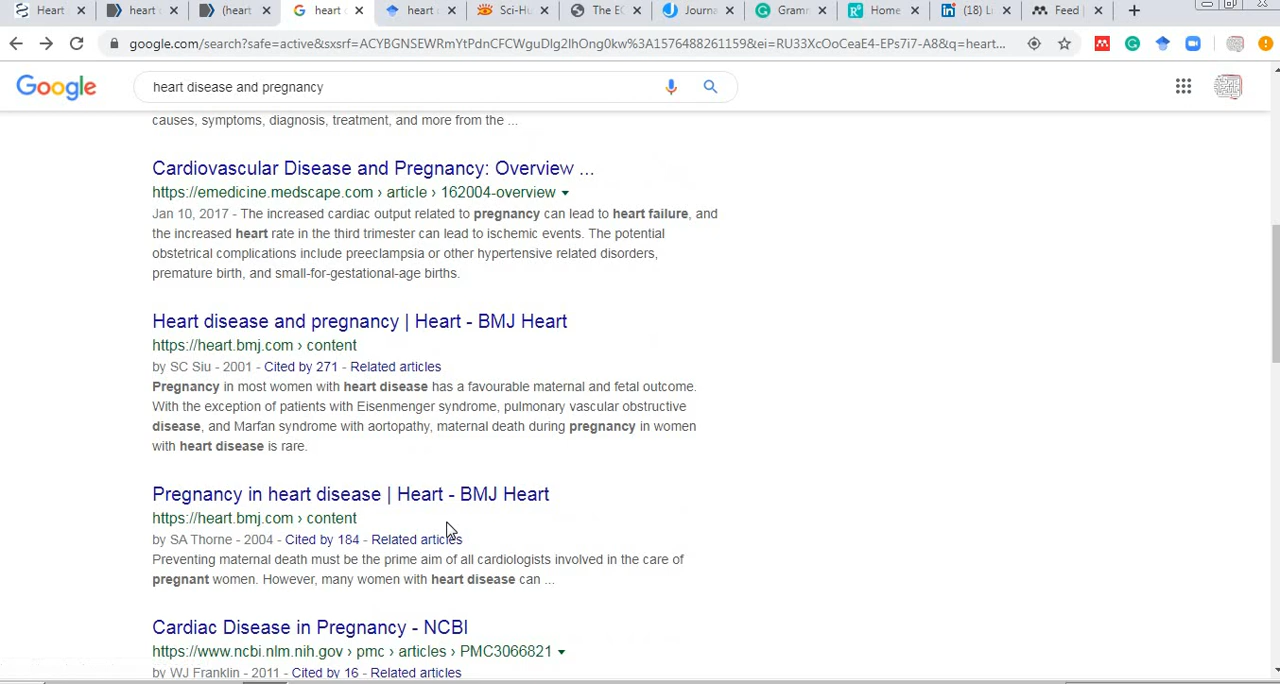 Heart
heart
(heart
heart
heart
Sci-Hu
The EC
Journa
Gramm
Home
(18) Li
Feed |
google.com/search?safe=active&sxsrf=ACYBGNSEWRmYtPdnCFCWguDlg2IhOng0kw%3A1576488261159&ei=RU33XcOoCeaE4-EPs7i7-A8&q=heart...
Google
heart disease and pregnancy
causes, symptoms, diagnosis, treatment, and more from the ...
Cardiovascular Disease and Pregnancy: Overview ...
https://emedicine.medscape.com › article › 162004-overview
Jan 10, 2017 - The increased cardiac output related to pregnancy can lead to heart failure, and
the increased heart rate in the third trimester can lead to ischemic events. The potential
obstetrical complications include preeclampsia or other hypertensive related disorders,
premature birth, and small-for-gestational-age births.
Heart disease and pregnancy | Heart - BMJ Heart
https://heart.bmj.com › content
by SC Siu - 2001 - Cited by 271 - Related articles
Pregnancy in most women with heart disease has a favourable maternal and fetal outcome.
With the exception of patients with Eisenmenger syndrome, pulmonary vascular obstructive
disease, and Marfan syndrome with aortopathy, maternal death during pregnancy in women
with heart disease is rare.
Pregnancy in heart disease | Heart - BMJ Heart
https://heart.bmj.com › content
by SA Thorne - 2004 - Cited by 184 - Related articles
Preventing maternal death must be the prime aim of all cardiologists involved in the care of
pregnant women. However, many women with heart disease can ...
Cardiac Disease in Pregnancy - NCBI
https://www.ncbi.nlm.nih.gov › pmc › articles › PMC3066821
by WJ Franklin - 2011 - Cited by 16 - Related articles